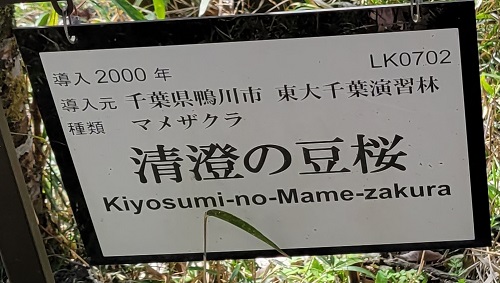 LK0702
導入 2000 年
導入元 千葉県鴨川市 東大千葉演習林
種類 マメザクラ
清澄の豆桜
Kiyosumi-no-Mame-zakura